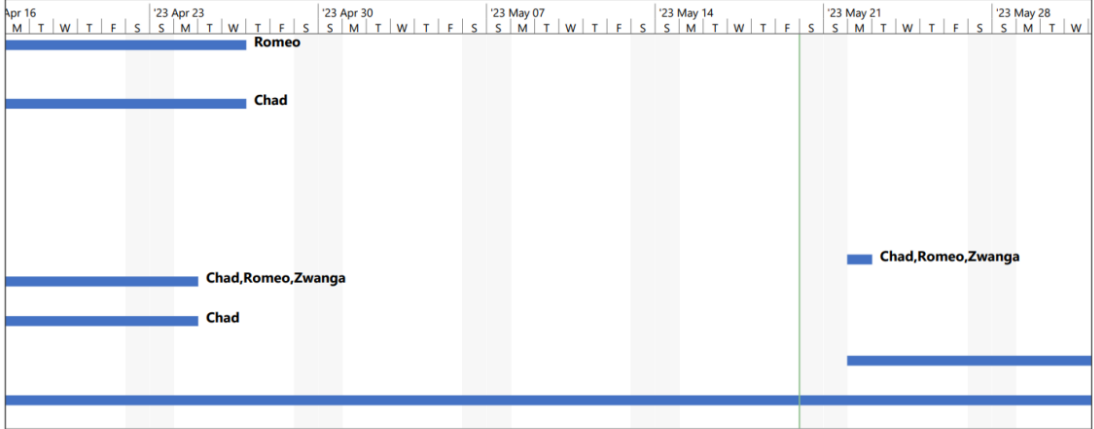 Apr 16 '23 Apr 23 '23 Apr 30 '23 May 07 '23 May 14 '23 May 21 '23 May 28
M T W T F S S M T W T F S S M T W T F S S M T W T F S S M T W T F S S M T W T F S S M T W
Romeo
Chad
Chad,Romeo,Zwanga
Chad,Romeo,Zwanga
Chad